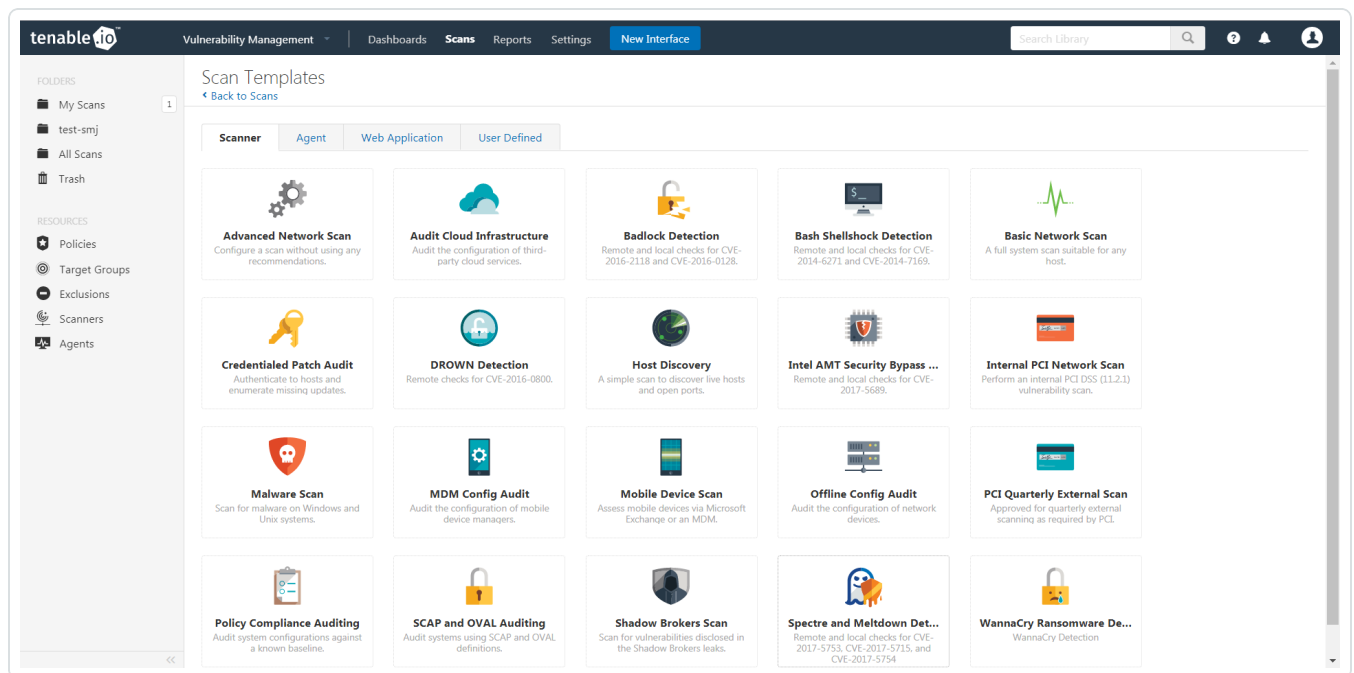 tenable.io™
Vulnerability Management
Dashboards
Scans
Reports
Settings
New Interface
Search Library
FOLDERS
My Scans
1
test-smj
All Scans
Trash
RESOURCES
Policies
Target Groups
Exclusions
Scanners
Agents
Scan Templates
Back to Scans
Scanner
Agent
Web Application
User Defined
Advanced Network Scan
Configure a scan without using any
recommendations.
Audit Cloud Infrastructure
Audit the configuration of third-
party cloud services.
Badlock Detection
Remote and local checks for CVE-
2016-2118 and CVE-2016-0128.
$_
Bash Shellshock Detection
Remote and local checks for CVE-
2014-6271 and CVE-2014-7169.
Basic Network Scan
A full system scan suitable for any
host.
Credentialed Patch Audit
Authenticate to hosts and
enumerate missing updates.
DROWN Detection
Remote checks for CVE-2016-0800.
Host Discovery
A simple scan to discover live hosts
and open ports.
Intel AMT Security Bypass ...
Remote and local checks for CVE-
2017-5689.
Internal PCI Network Scan
Perform an internal PCI DSS (11.2.1)
vulnerability scan.
Malware Scan
Scan for malware on Windows and
Unix systems.
MDM Config Audit
Audit the configuration of mobile
device managers.
Mobile Device Scan
Assess mobile devices via Microsoft
Exchange or an MDM.
Offline Config Audit
Audit the configuration of network
devices.
PCI Quarterly External Scan
Approved for quarterly external
scanning as required by PCI.
Policy Compliance Auditing
Audit system configurations against
a known baseline.
SCAP and OVAL Auditing
Audit systems using SCAP and OVAL
definitions.
Shadow Brokers Scan
Scan for vulnerabilities disclosed in
the Shadow Brokers leaks.
Spectre and Meltdown Det...
Remote and local checks for CVE-
2017-5753, CVE-2017-5715, and
CVE-2017-5754
WannaCry Ransomware De...
WannaCry Detection